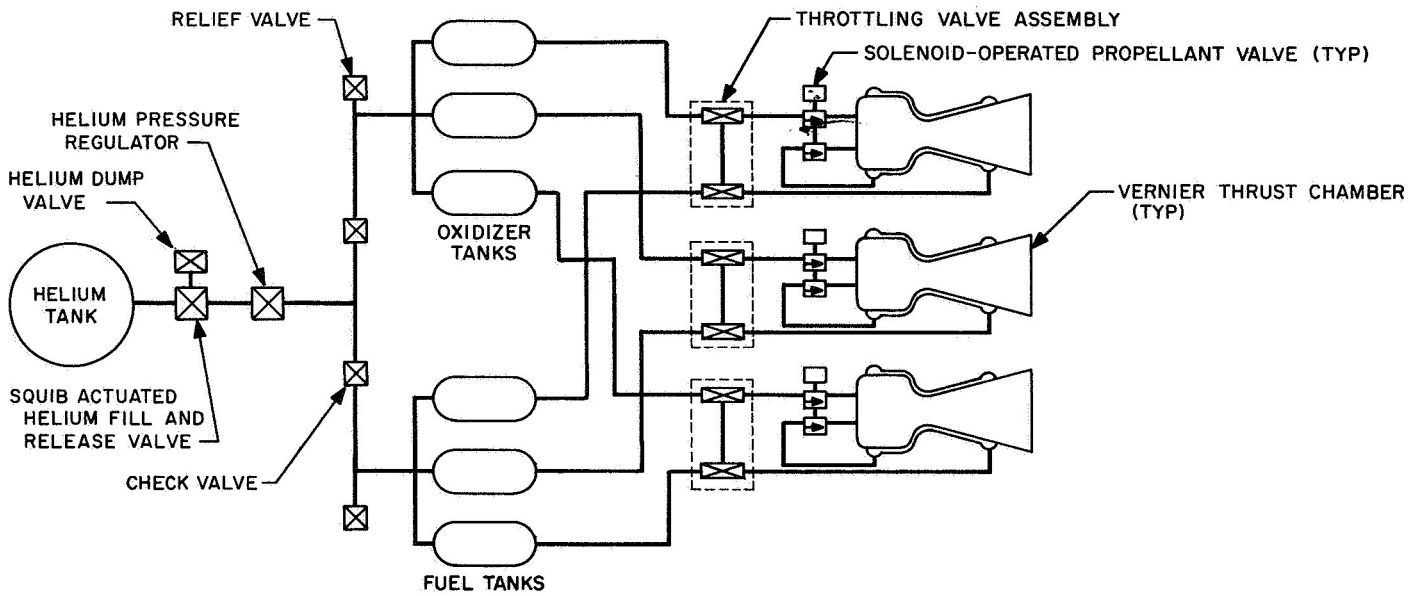 RELIEF VALVE
HELIUM PRESSURE
REGULATOR
HELIUM DUMP
VALVE
HELIUM
TANK
SQUIB ACTUATED
HELIUM FILL AND
RELEASE VALVE
CHECK VALVE
OXIDIZER
TANKS
FUEL TANKS
THROTTLING VALVE ASSEMBLY
SOLENOID-OPERATED PROPELLANT VALVE (TYP)
VERNIER THRUST CHAMBER
(TYP)